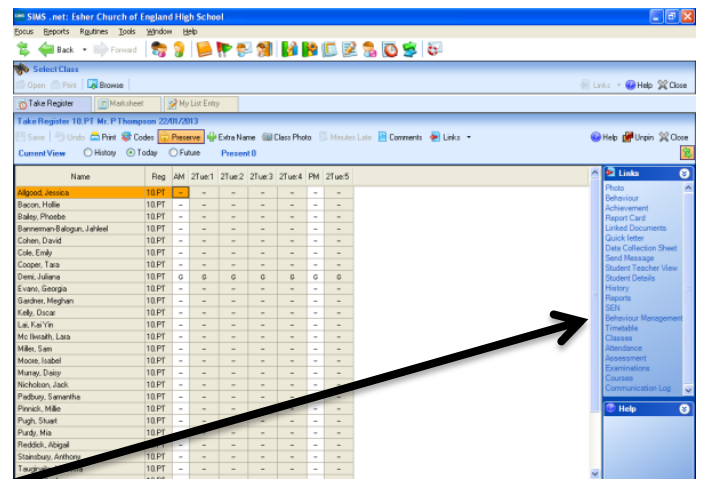 SIMS .net: Esher Church of England High School
Focus Reports Routines Tools Window Help
Back Forward
Select Class
Open Print Browse Links Help Close
Take Register Marksheet My List Entry
Take Register 10.PT Mr. P Thompson 22/01/2013
Save Undo Print Codes Preserve Extra Name Class Photo Minutes Late Comments Links Help Unpin Close
Current View History Today Future Present 0
Name Reg AM 2Tue:1 2Tue:2 2Tue:3 2Tue:4 PM 2Tue:5
Allgood, Jessica 10.PT - - - - - - -
Bacon, Hollie 10.PT - - - - - - -
Bailey, Phoebe 10.PT - - - - - - -
Bannerman-Balogun, Jahleel 10.PT - - - - - - -
Cohen, David 10.PT - - - - - - -
Cole, Emily 10.PT - - - - - - -
Cooper, Tara 10.PT - - - - - - -
Demi, Juliana 10.PT G G G G G G G
Evans, Georgia 10.PT - - - - - - -
Gardner, Meghan 10.PT - - - - - - -
Kelly, Oscar 10.PT - - - - - - -
Lai, Kai Yin 10.PT - - - - - - -
Mc Ilwraith, Lara 10.PT - - - - - - -
Miller, Sam 10.PT - - - - - - -
Moore, Isabel 10.PT - - - - - - -
Murray, Daisy 10.PT - - - - - - -
Nicholson, Jack 10.PT - - - - - - -
Padbury, Samantha 10.PT - - - - - -
Pinnick, Millie 10.PT - - - - - -
Pugh, Stuart 10.PT - - - - - -
Purdy, Mia 10.PT - - - - -
Reddick, Abigail 10.PT - - - - -
Stainsbury, Anthony 10.PT - - - - - -
10.PT - - - - - - -
Links
Photo
Behaviour
Achievement
Report Card
Linked Documents
Quick letter
Data Collection Sheet
Send Message
Student Teacher View
Student Details
History
Reports
SEN
Behaviour Management
Timetable
Classes
Attendance
Assessment
Examinations
Courses
Communication Log
Help